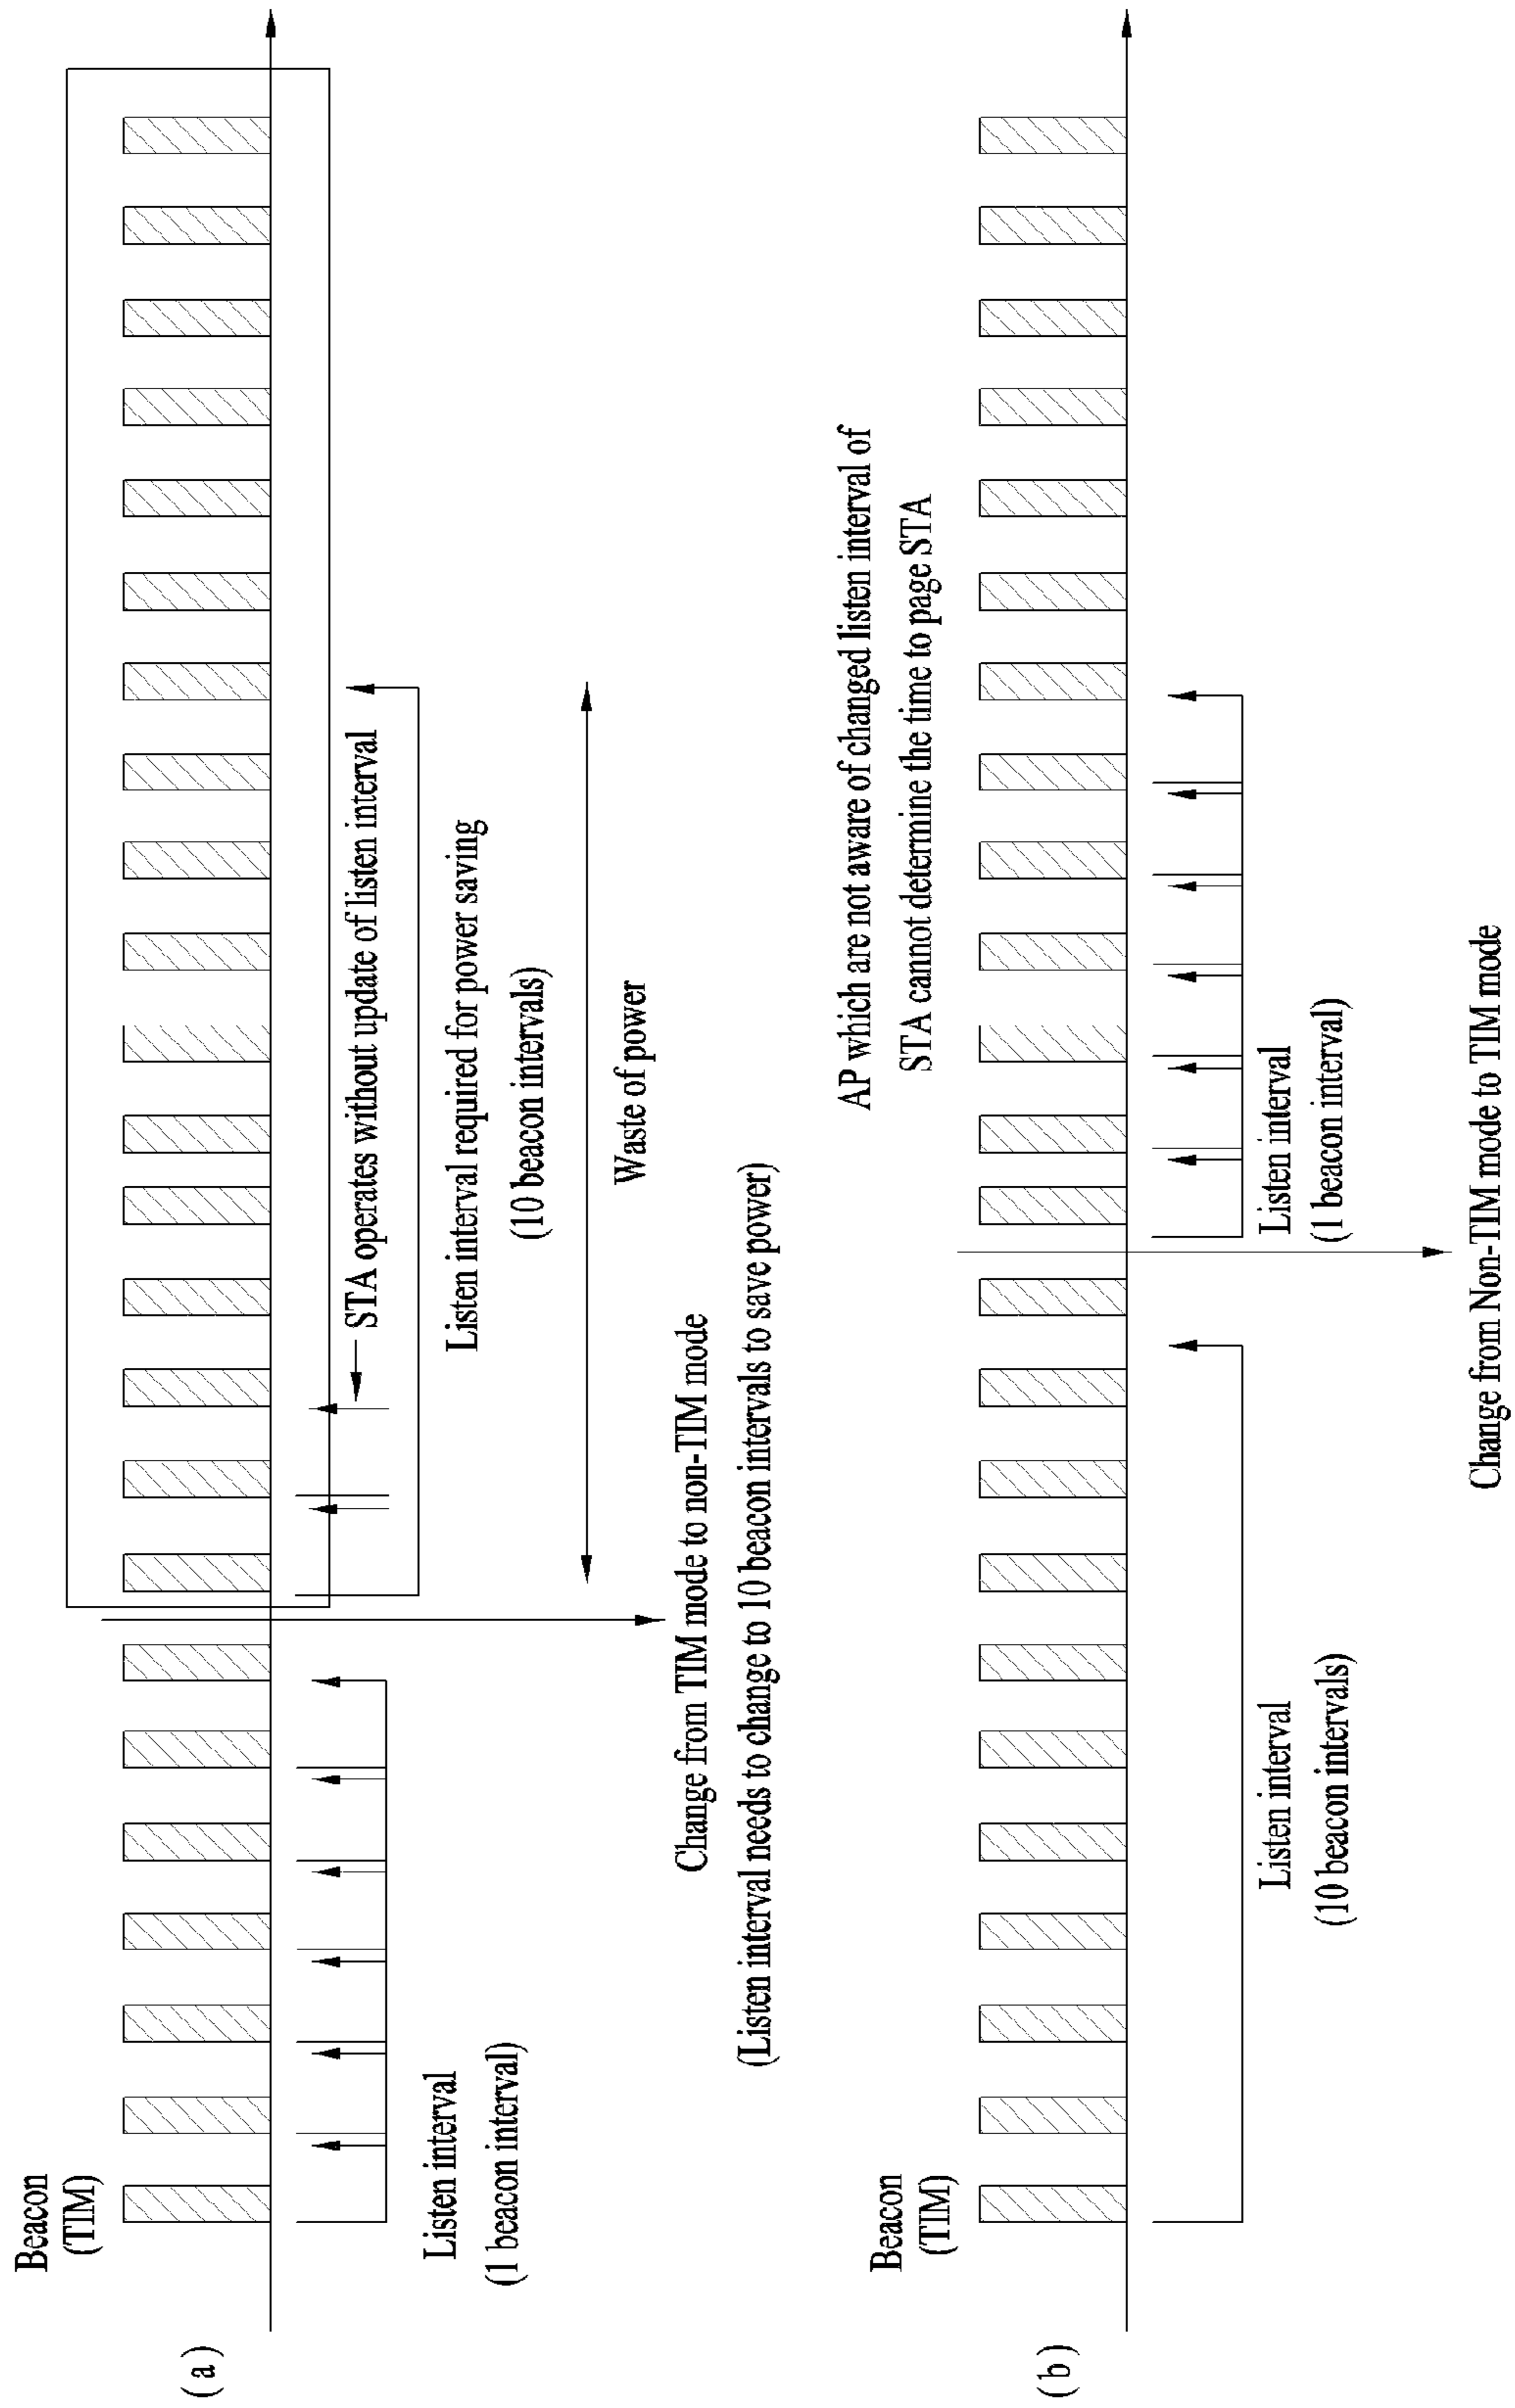 Beacon
(TIM)
(a)
STA operates without update of listen interval
Listen interval
(1 beacon interval)
Listen interval required for power saving
(10 beacon intervals)
Waste of power
Change from TIM mode to non-TIM mode
(Listen interval needs to change to 10 beacon intervals to save power)
AP which are not aware of changed listen interval of
STA cannot determine the time to page STA
Beacon
(TIM)
(b)
Listen interval
(10 beacon intervals)
Listen interval
(1 beacon interval)
Change from Non-TIM mode to TIM mode